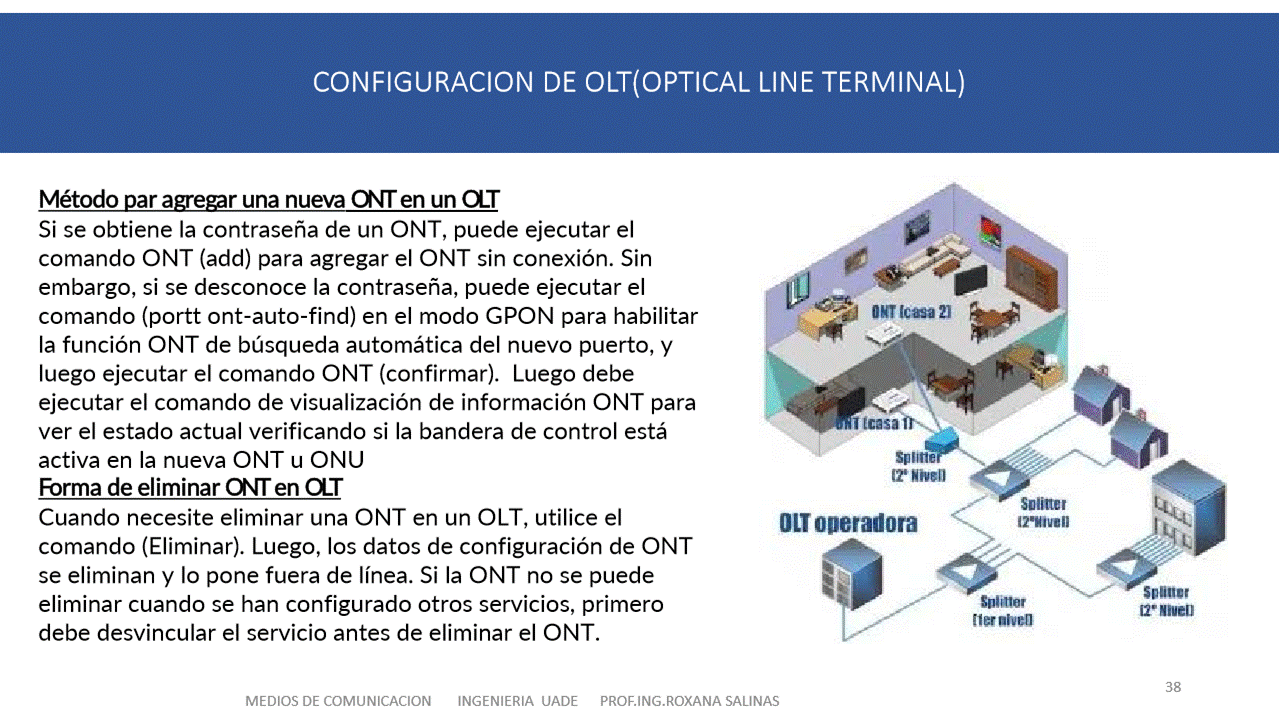 CONFIGURACION DE OLT(OPTICAL LINE TERMINAL)
Método par agregar una nueva ONT en un OLT
Si se obtiene la contraseña de un ONT, puede ejecutar el
comando ONT (add) para agregar el ONT sin conexión. Sin
embargo, si se desconoce la contraseña, puede ejecutar el
comando (portt ont-auto-find) en el modo GPON para habilitar
la función ONT de búsqueda automática del nuevo puerto, y
luego ejecutar el comando ONT (confirmar). Luego debe
ejecutar el comando de visualización de información ONT para
ver el estado actual verificando si la bandera de control está
activa en la nueva ONT u ONU
Forma de eliminar ONT en OLT
Cuando necesite eliminar una ONT en un OLT, utilice el
comando (Eliminar). Luego, los datos de configuración de ONT
se eliminan y lo pone fuera de línea. Si la ONT no se puede
eliminar cuando se han configurado otros servicios, primero
debe desvincular el servicio antes de eliminar el ONT.
ONT (casa 2)
ONT (casa 1)
Splitter
(2º Nivel)
Splitter
(2ºNivel)
OLT operadora
Splitter
(1er nivel)
Splitter
(2º Nivel)
MEDIOS DE COMUNICACION INGENIERIA UADE PROF.ING.ROXANA SALINAS
38